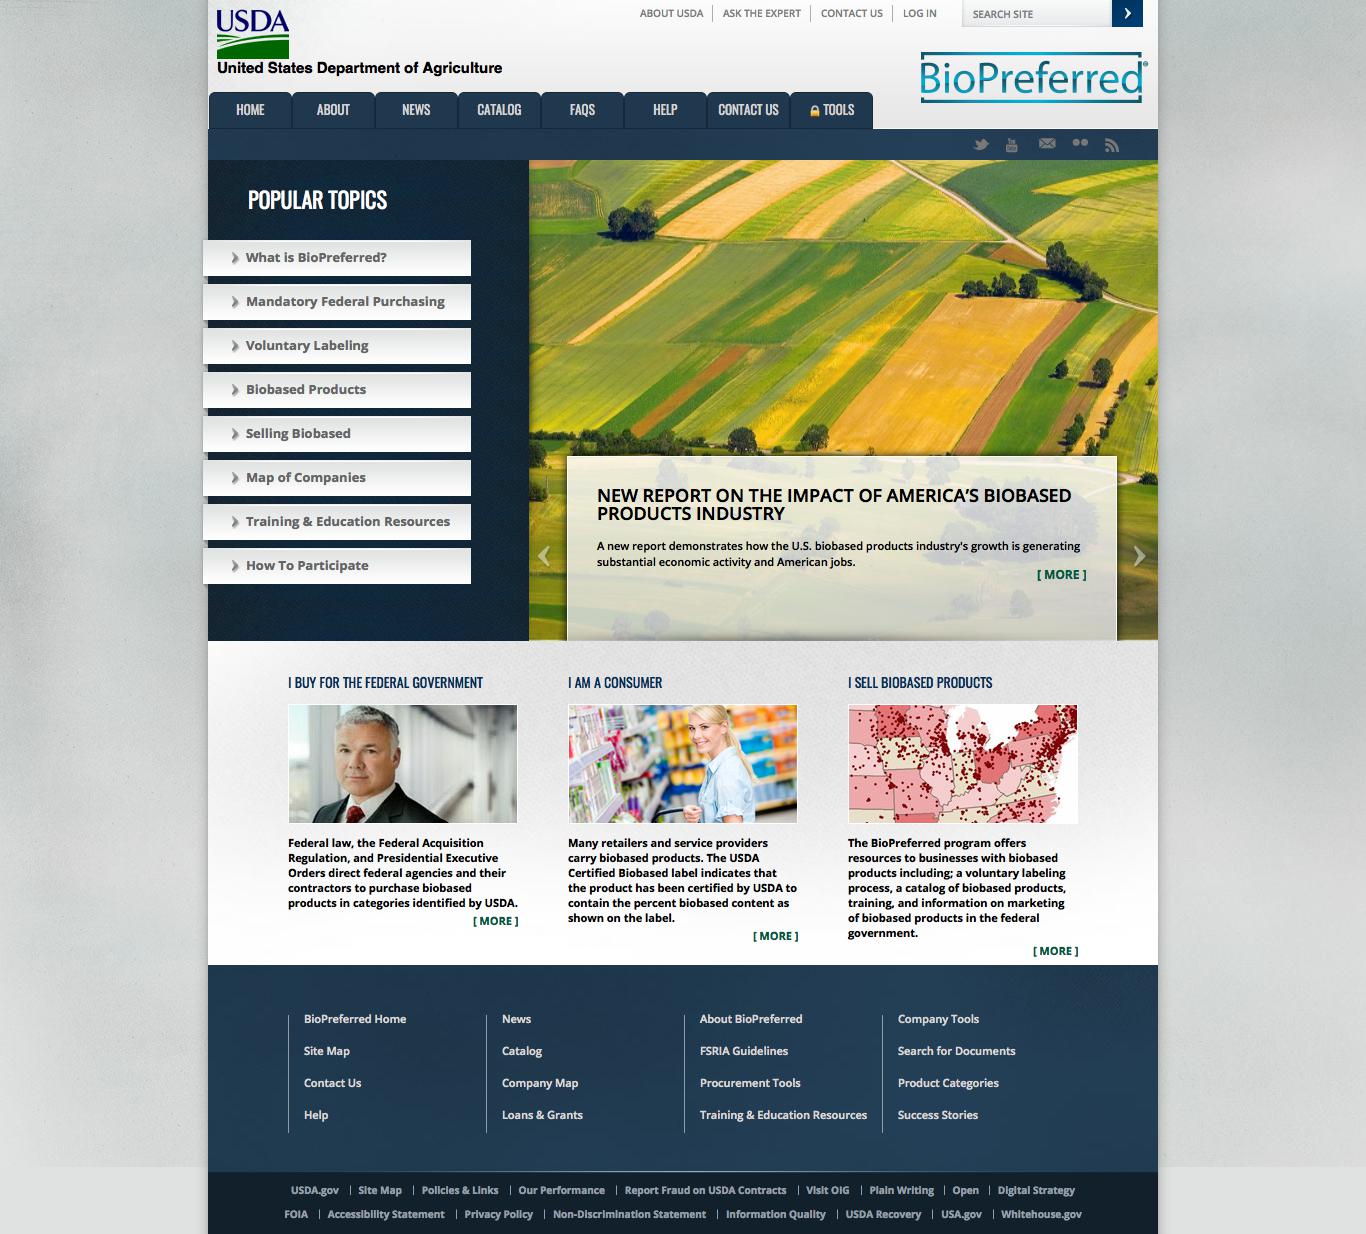 USDA
United States Department of Agriculture
ABOUT USDA
ASK THE EXPERT
CONTACT US
LOG IN
SEARCH SITE
BioPreferred®
HOME
ABOUT
NEWS
CATALOG
FAQS
HELP
CONTACT US
TOOLS
POPULAR TOPICS
What is BioPreferred?
Mandatory Federal Purchasing
Voluntary Labeling
Biobased Products
Selling Biobased
Map of Companies
Training & Education Resources
How To Participate
NEW REPORT ON THE IMPACT OF AMERICA’S BIOBASED
PRODUCTS INDUSTRY
A new report demonstrates how the U.S. biobased products industry's growth is generating
substantial economic activity and American jobs.
[ MORE ]
I BUY FOR THE FEDERAL GOVERNMENT
Federal law, the Federal Acquisition
Regulation, and Presidential Executive
Orders direct federal agencies and their
contractors to purchase biobased
products in categories identified by USDA.
[ MORE ]
I AM A CONSUMER
Many retailers and service providers
carry biobased products. The USDA
Certified Biobased label indicates that
the product has been certified by USDA to
contain the percent biobased content as
shown on the label.
[ MORE ]
I SELL BIOBASED PRODUCTS
The BioPreferred program offers
resources to businesses with biobased
products including; a voluntary labeling
process, a catalog of biobased products,
training, and information on marketing
of biobased products in the federal
government.
[ MORE ]
BioPreferred Home
Site Map
Contact Us
Help
News
Catalog
Company Map
Loans & Grants
About BioPreferred
FSRIA Guidelines
Procurement Tools
Training & Education Resources
Company Tools
Search for Documents
Product Categories
Success Stories
USDA.gov | Site Map | Policies & Links | Our Performance | Report Fraud on USDA Contracts | Visit OIG | Plain Writing | Open | Digital Strategy
FOIA | Accessibility Statement | Privacy Policy | Non-Discrimination Statement | Information Quality | USDA Recovery | USA.gov | Whitehouse.gov